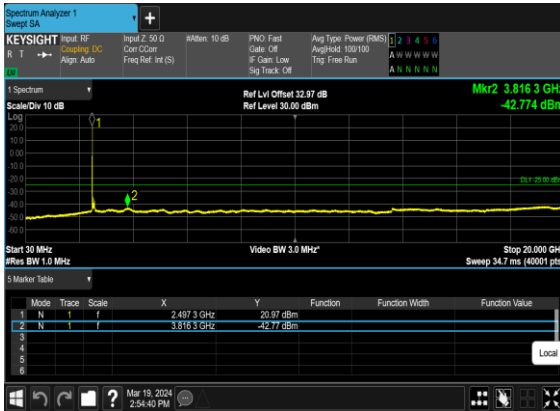 Spectrum Analyzer 1
Swept SA
+
KEYSIGHT
R T
Input: RF
Coupling: DC
Align: Auto
Input Z: 50 Ω
Corr CCorr
Freq Ref: Int (S)
#Atten: 10 dB
PNO: Fast
Gate: Off
IF Gain: Low
Sig Track: Off
Avg Type: Power (RMS)
Avg|Hold: 100/100
Trig: Free Run
1 2 3 4 5 6
A W W W W W
A N N N N N
1 Spectrum
Scale/Div 10 dB
Ref Lvl Offset 32.97 dB
Ref Level 30.00 dBm
Mkr2 3.816 3 GHz
-42.774 dBm
Log
20.0
10.0
0.00
-10.0
-20.0
-30.0
-40.0
-50.0
-60.0
1
2
DL1 -25.00 dBm
Start 30 MHz
#Res BW 1.0 MHz
Video BW 3.0 MHz*
Stop 20.000 GHz
Sweep 34.7 ms (40001 pts)
5 Marker Table
Mode Trace Scale X Y Function Function Width Function Value
1 N 1 f 2.497 3 GHz 20.97 dBm
2 N 1 f 3.816 3 GHz -42.77 dBm
3
4
5
6
Local
?
Mar 19, 2024
2:54:40 PM